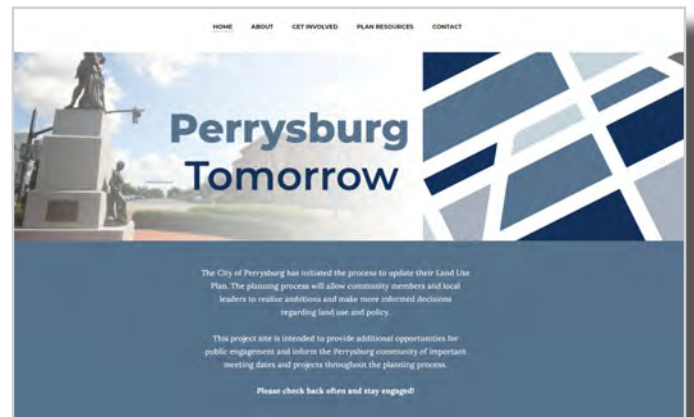 HOME ABOUT GET INVOLVED PLAN RESOURCES CONTACT
Perrysburg
Tomorrow
The City of Perrysburg has initiated the process to update their Land Use
Plan. The planning process will allow community members and local
leaders to realize ambitions and make more informed decisions
regarding land use and policy.
This project site is intended to provide additional opportunities for
public engagement and inform the Perrysburg community of important
meeting dates and projects throughout the planning process.
Please check back often and stay engaged!